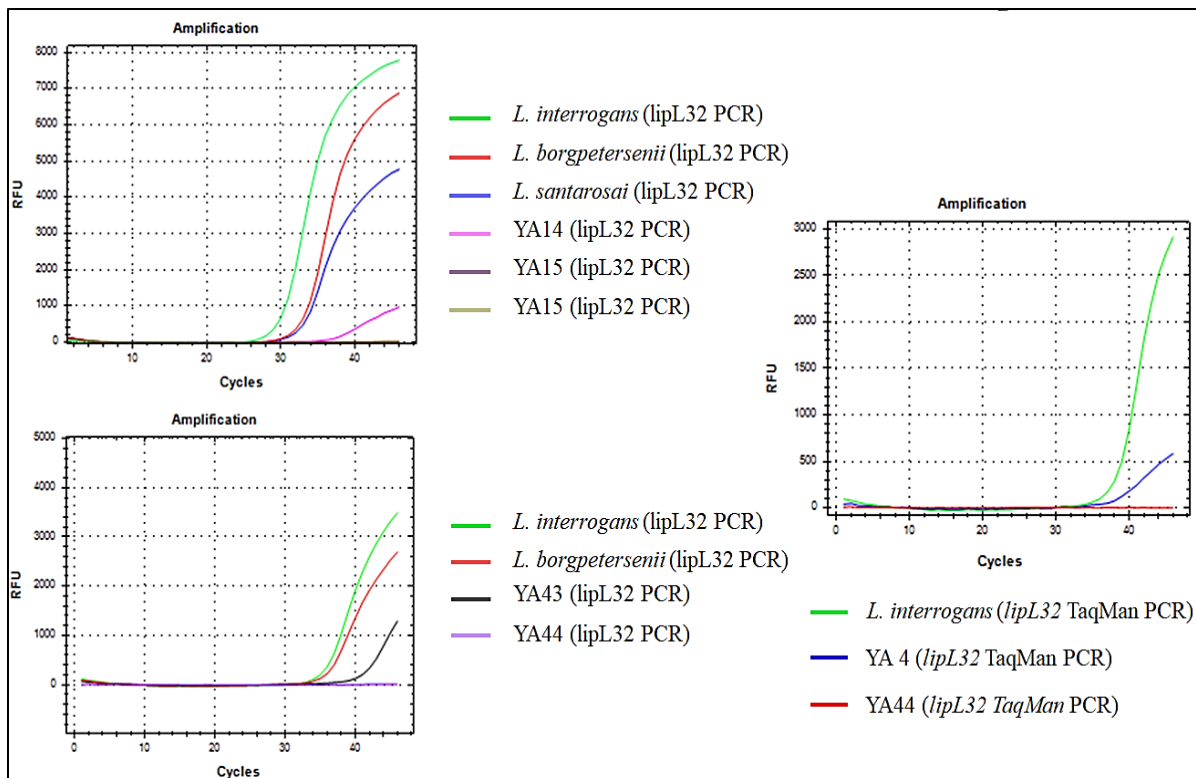 Amplification
8000
7000
6000
5000
4000
3000
2000
1000
0
RFU
10
20
30
40
Cycles
L. interrogans (lipL32 PCR)
L. borgpetersenii (lipL32 PCR)
L. santarosai (lipL32 PCR)
YA14 (lipL32 PCR)
YA15 (lipL32 PCR)
YA15 (lipL32 PCR)
Amplification
5000
4000
3000
2000
1000
0
RFU
0
10
20
30
40
Cycles
L. interrogans (lipL32 PCR)
L. borgpetersenii (lipL32 PCR)
YA43 (lipL32 PCR)
YA44 (lipL32 PCR)
Amplification
3000
2500
2000
1500
1000
500
0
RFU
0
10
20
30
40
Cycles
L. interrogans (lipL32 TaqMan PCR)
YA 4 (lipL32 TaqMan PCR)
YA44 (lipL32 TaqMan PCR)